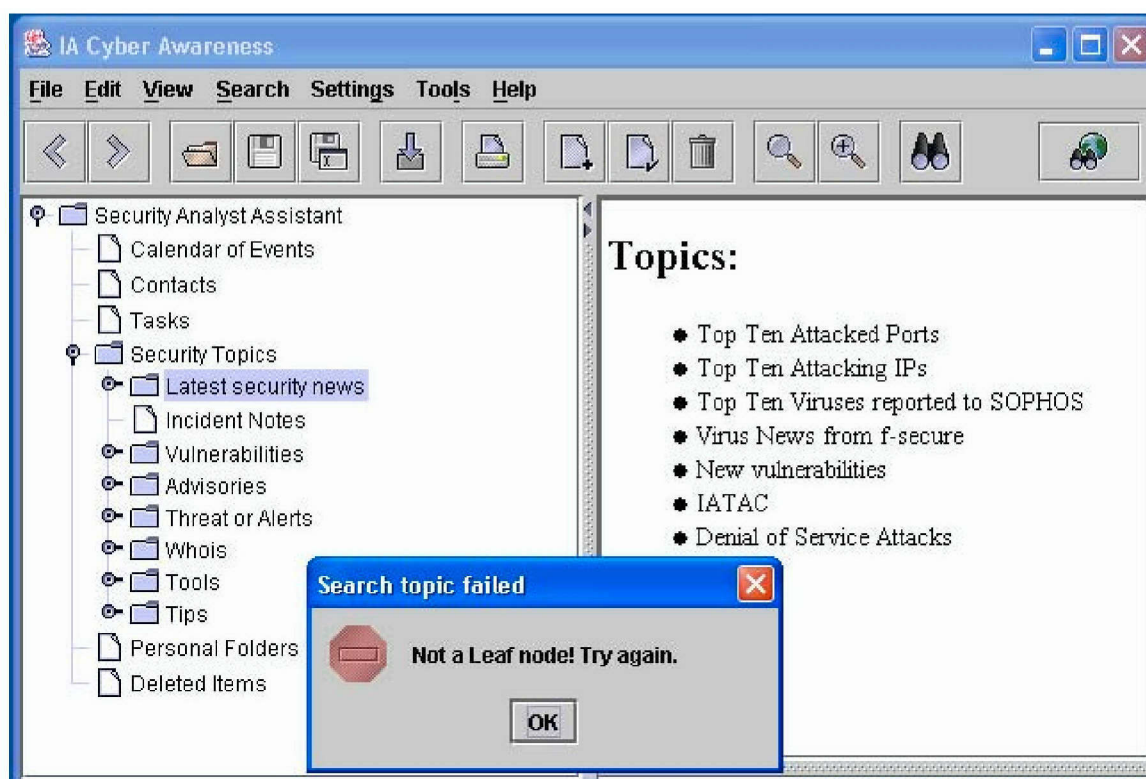 IA Cyber Awareness
File Edit View Search Settings Tools Help
Security Analyst Assistant
Calendar of Events
Contacts
Tasks
Security Topics
Latest security news
Incident Notes
Vulnerabilities
Advisories
Threat or Alerts
Whois
Tools
Tips
Personal Folders
Deleted Items
Topics:
Top Ten Attacked Ports
Top Ten Attacking IPs
Top Ten Viruses reported to SOPHOS
Virus News from f-secure
New vulnerabilities
IATAC
Denial of Service Attacks
Search topic failed
Not a Leaf node! Try again.
OK